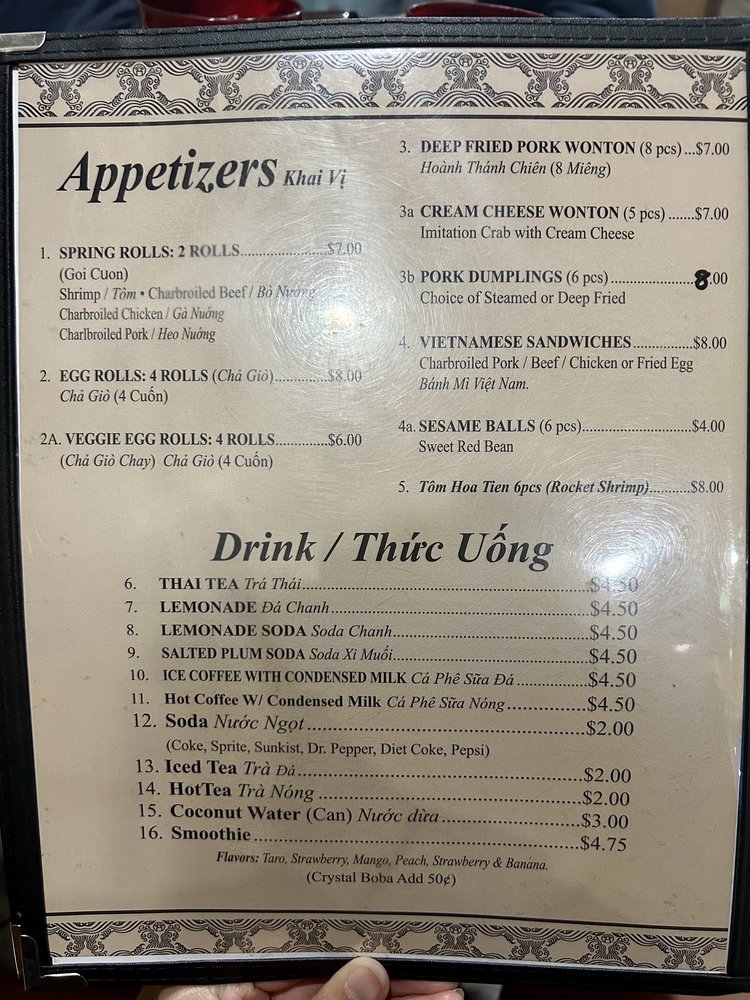 Appetizers Khai Vị
1. SPRING ROLLS: 2 ROLLS..............................$7.00
(Goi Cuon)
Shrimp / Tôm • Charbroiled Beef / Bò Nướng
Charbroiled Chicken / Gà Nướng
Charlbroiled Pork / Heo Nướng
2. EGG ROLLS: 4 ROLLS (Chả Giò)......................$8.00
Chả Giò (4 Cuốn)
2A. VEGGIE EGG ROLLS: 4 ROLLS.............$6.00
(Chả Giò Chay) Chả Giò (4 Cuốn)
3. DEEP FRIED PORK WONTON (8 pcs)...$7.00
Hoành Thánh Chiên (8 Miêng)
3a CREAM CHEESE WONTON (5 pcs).......$7.00
Imitation Crab with Cream Cheese
3b PORK DUMPLINGS (6 pcs)......................8.00
Choice of Steamed or Deep Fried
4. VIETNAMESE SANDWICHES................$8.00
Charbroiled Pork / Beef / Chicken or Fried Egg
Bánh Mì Việt Nam.
4a. SESAME BALLS (6 pcs)...........................$4.00
Sweet Red Bean
5. Tôm Hoa Tien 6pcs (Rocket Shrimp)..........$8.00
Drink / Thức Uống
6. THAI TEA Trá Thái..............................$4.50
7. LEMONADE Đá Chanh..............................$4.50
8. LEMONADE SODA Soda Chanh..............................$4.50
9. SALTED PLUM SODA Soda Xí Muối..............................$4.50
10. ICE COFFEE WITH CONDENSED MILK Cá Phê Sữa Đá ...............$4.50
11. Hot Coffee W/ Condensed Milk Cá Phê Sữa Nóng................$4.50
12. Soda Nước Ngọt..............................$2.00
(Coke, Sprite, Sunkist, Dr. Pepper, Diet Coke, Pepsi)
13. Iced Tea Trà Đá..............................$2.00
14. HotTea Trà Nóng ..............................$2.00
15. Coconut Water (Can) Nước dừa..........................$3.00
16. Smoothie..............................$4.75
Flavors: Taro, Strawberry, Mango, Peach, Strawberry & Banana.
(Crystal Boba Add 50¢)